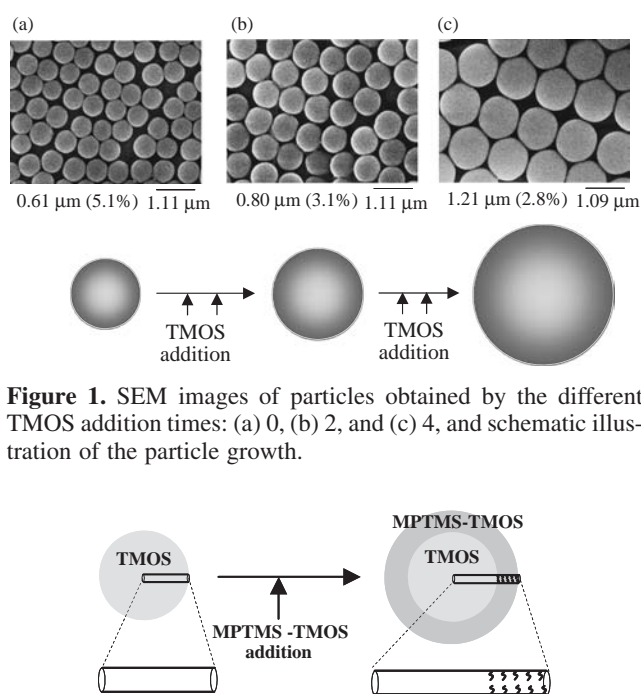 (a) (b) (c)
0.61 μm (5.1%) 1.11 μm 0.80 μm (3.1%) 1.11 μm 1.21 μm (2.8%) 1.09 μm
TMOS
addition
TMOS
addition
Figure 1. SEM images of particles obtained by the different
TMOS addition times: (a) 0, (b) 2, and (c) 4, and schematic illus-
tration of the particle growth.
TMOS
MPTMS -TMOS
addition
MPTMS-TMOS
TMOS